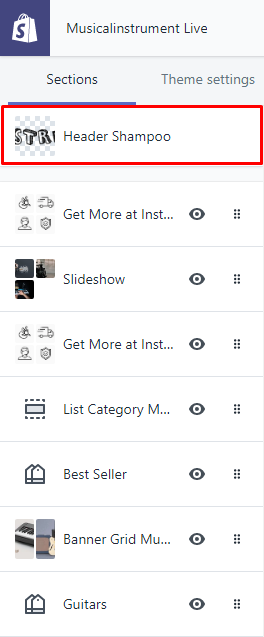 Musicalinstrument Live
Sections Theme settings
STRI Header Shampoo
Get More at Inst...
Slideshow
Get More at Inst...
List Category M...
Best Seller
Banner Grid Mu...
Guitars